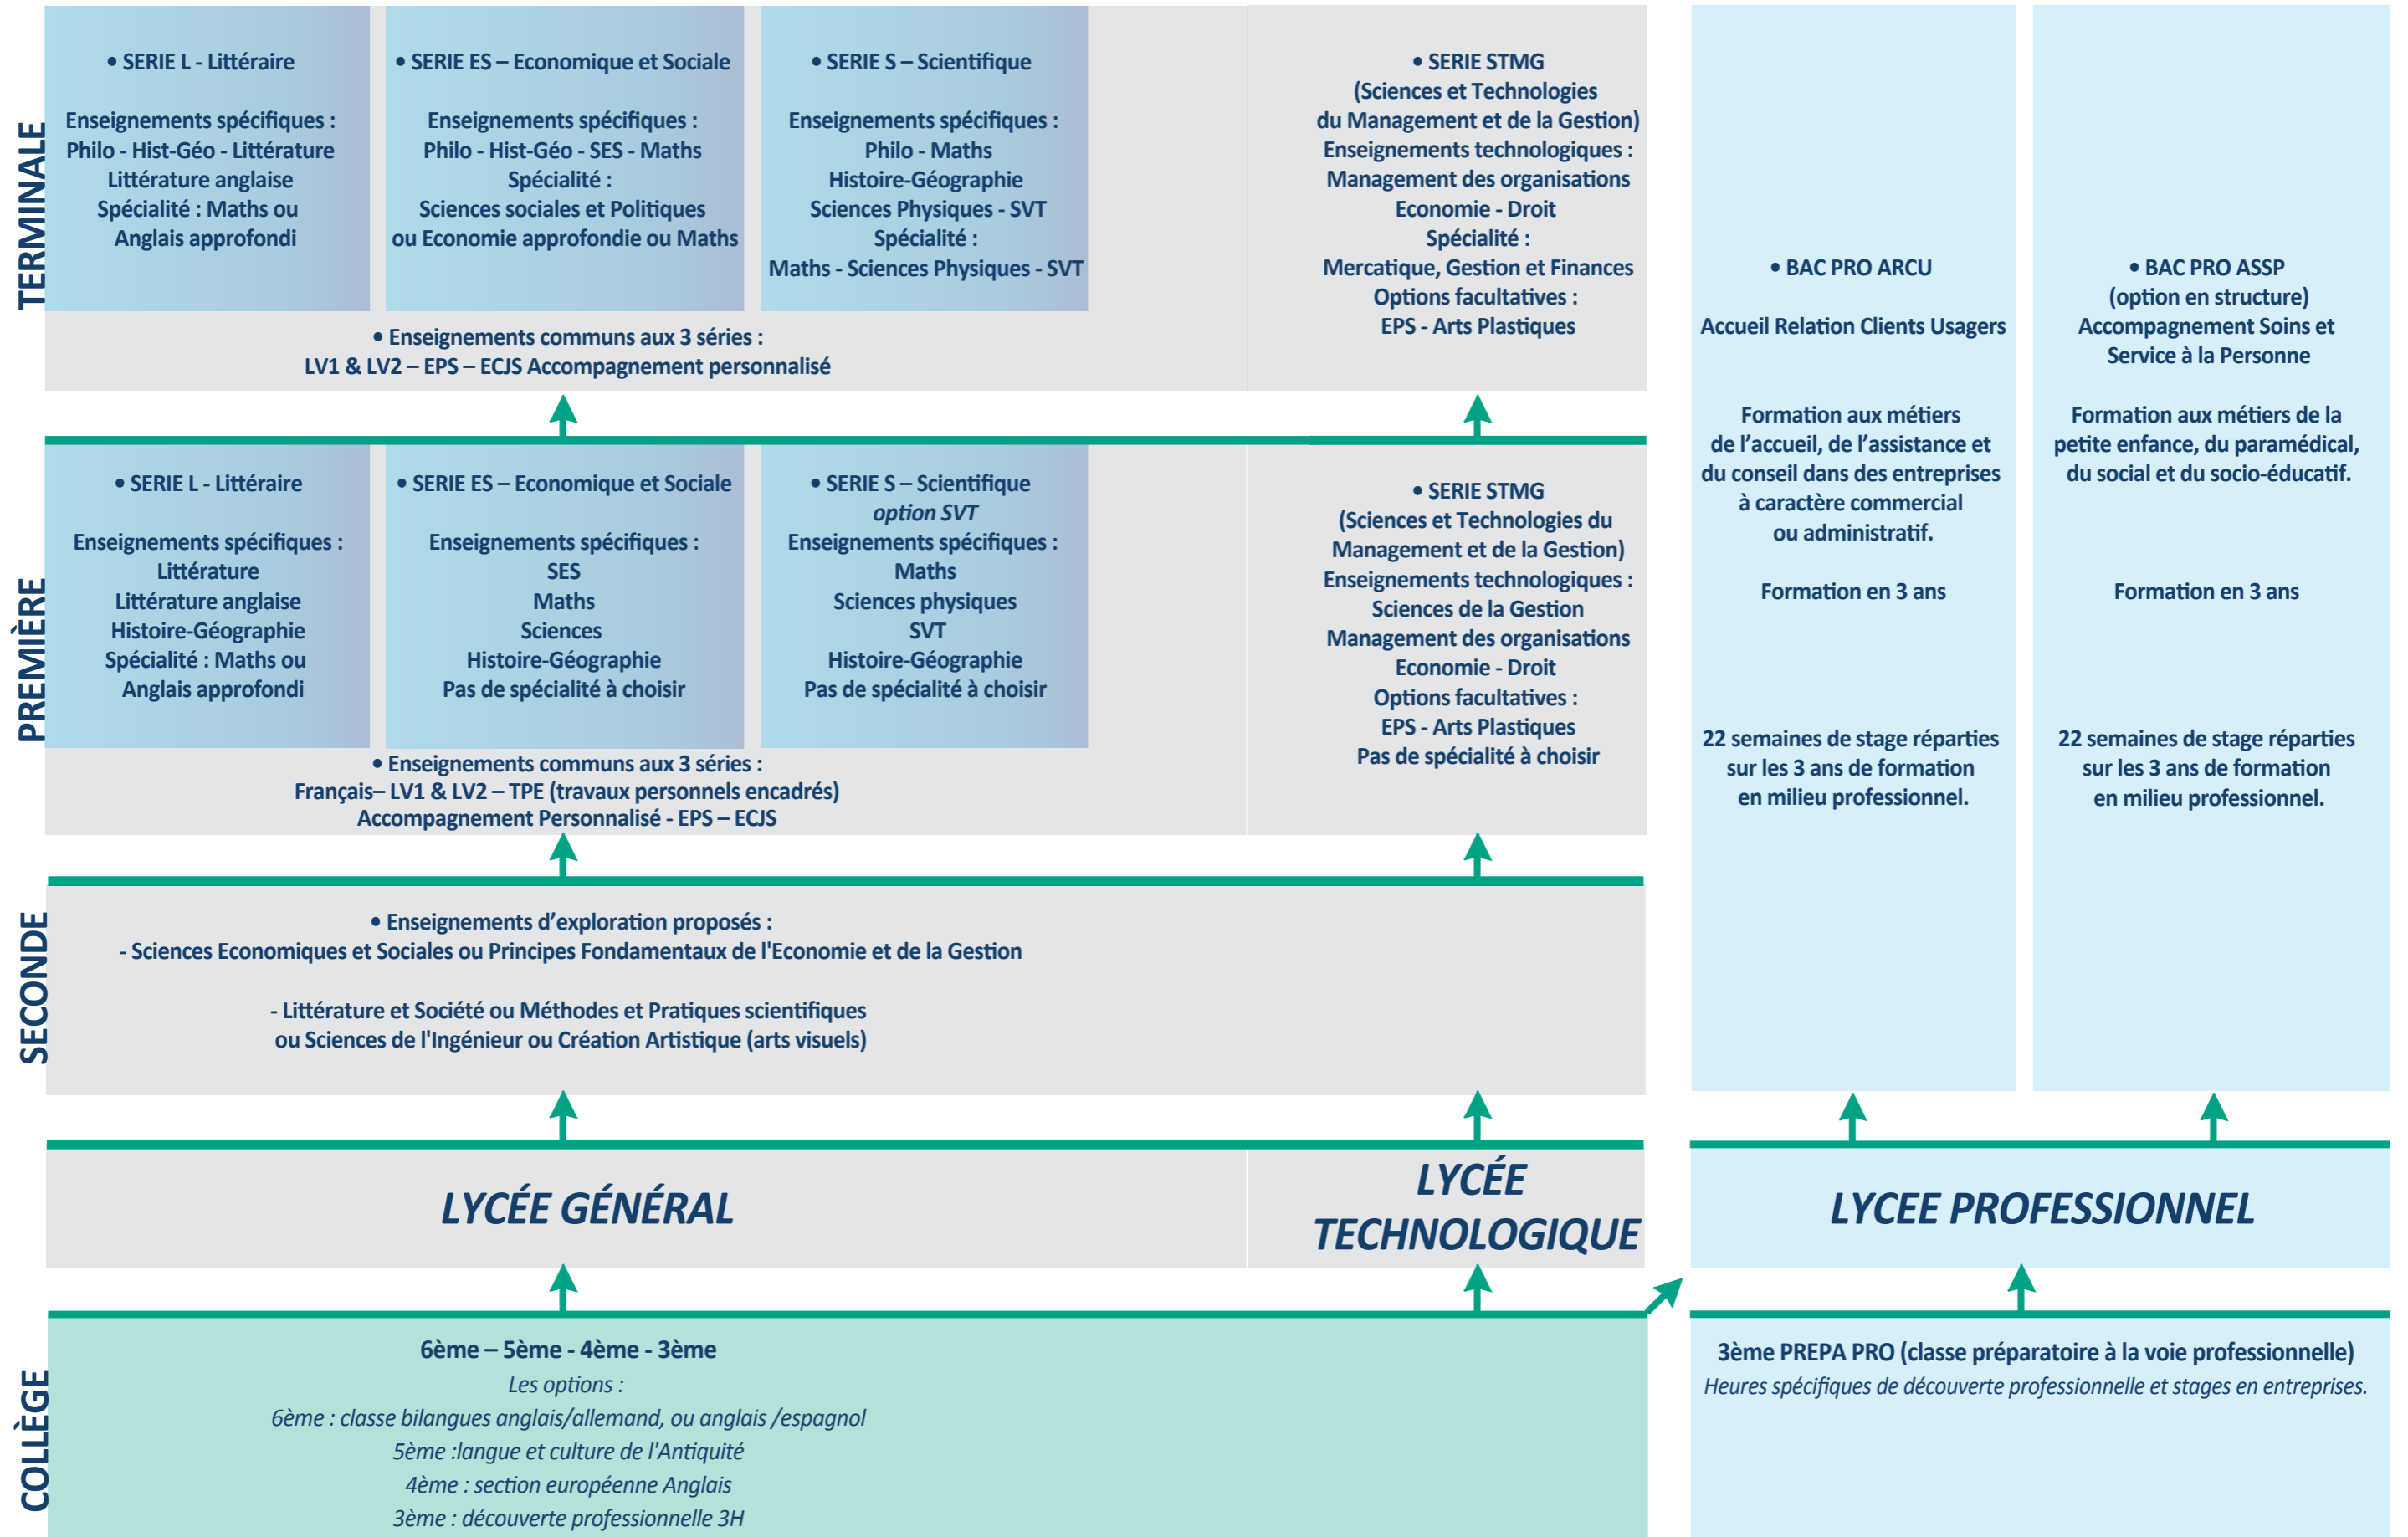 TERMINALE
• SERIE L - Littéraire
Enseignements spécifiques :
Philo - Hist-Géo - Littérature
Littérature anglaise
Spécialité : Maths ou
Anglais approfondi
• SERIE ES – Economique et Sociale
Enseignements spécifiques :
Philo - Hist-Géo - SES - Maths
Spécialité :
Sciences sociales et Politiques
ou Economie approfondie ou Maths
• SERIE S – Scientifique
Enseignements spécifiques :
Philo - Maths
Histoire-Géographie
Sciences Physiques - SVT
Spécialité :
Maths - Sciences Physiques - SVT
• Enseignements communs aux 3 séries :
LV1 & LV2 – EPS – ECJS Accompagnement personnalisé
• SERIE STMG
(Sciences et Technologies
du Management et de la Gestion)
Enseignements technologiques :
Management des organisations
Economie - Droit
Spécialité :
Mercatique, Gestion et Finances
Options facultatives :
EPS - Arts Plastiques
PREMIÈRE
• SERIE L - Littéraire
Enseignements spécifiques :
Littérature
Littérature anglaise
Histoire-Géographie
Spécialité : Maths ou
Anglais approfondi
• SERIE ES – Economique et Sociale
Enseignements spécifiques :
SES
Maths
Sciences
Histoire-Géographie
Pas de spécialité à choisir
• SERIE S – Scientifique
option SVT
Enseignements spécifiques :
Maths
Sciences physiques
SVT
Histoire-Géographie
Pas de spécialité à choisir
• Enseignements communs aux 3 séries :
Français– LV1 & LV2 – TPE (travaux personnels encadrés)
Accompagnement Personnalisé - EPS – ECJS
• SERIE STMG
(Sciences et Technologies du
Management et de la Gestion)
Enseignements technologiques :
Sciences de la Gestion
Management des organisations
Economie - Droit
Options facultatives :
EPS - Arts Plastiques
Pas de spécialité à choisir
SECONDE
• Enseignements d’exploration proposés :
- Sciences Economiques et Sociales ou Principes Fondamentaux de l'Economie et de la Gestion
- Littérature et Société ou Méthodes et Pratiques scientifiques
ou Sciences de l'Ingénieur ou Création Artistique (arts visuels)
• BAC PRO ARCU
Accueil Relation Clients Usagers
Formation aux métiers
de l’accueil, de l’assistance et
du conseil dans des entreprises
à caractère commercial
ou administratif.
Formation en 3 ans
22 semaines de stage réparties
sur les 3 ans de formation
en milieu professionnel.
• BAC PRO ASSP
(option en structure)
Accompagnement Soins et
Service à la Personne
Formation aux métiers de la
petite enfance, du paramédical,
du social et du socio-éducatif.
Formation en 3 ans
22 semaines de stage réparties
sur les 3 ans de formation
en milieu professionnel.
LYCÉE GÉNÉRAL
LYCÉE
TECHNOLOGIQUE
LYCEE PROFESSIONNEL
COLLÈGE
6ème – 5ème - 4ème - 3ème
Les options :
6ème : classe bilangues anglais/allemand, ou anglais /espagnol
5ème :langue et culture de l'Antiquité
4ème : section européenne Anglais
3ème : découverte professionnelle 3H
3ème PREPA PRO (classe préparatoire à la voie professionnelle)
Heures spécifiques de découverte professionnelle et stages en entreprises.